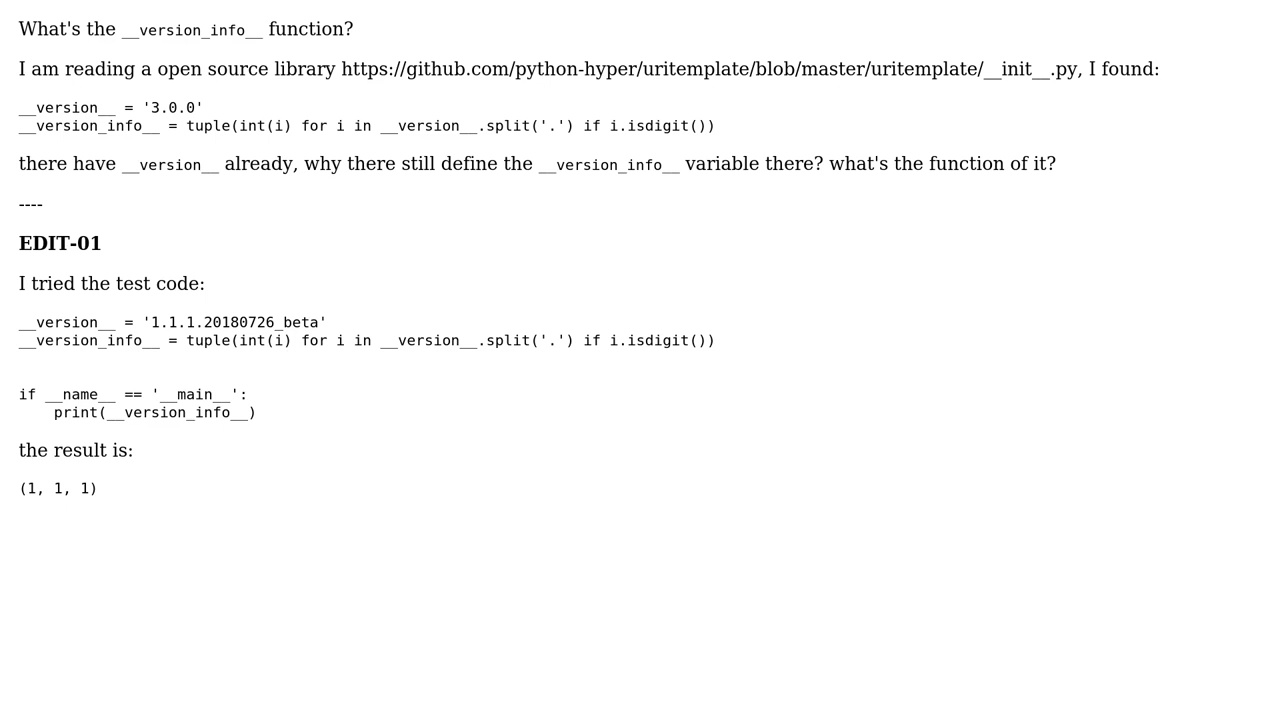 What's the __version_info__ function?
I am reading a open source library https://github.com/python-hyper/uritemplate/blob/master/uritemplate/__init__.py, I found:
__version__ = '3.0.0'
__version_info__ = tuple(int(i) for i in __version__.split('.') if i.isdigit())
there have __version__ already, why there still define the __version_info__ variable there? what's the function of it?
----
EDIT-01
I tried the test code:
__version__ = '1.1.1.20180726_beta'
__version_info__ = tuple(int(i) for i in __version__.split('.') if i.isdigit())
if __name__ == '__main__':
    print(__version_info__)
the result is:
(1, 1, 1)